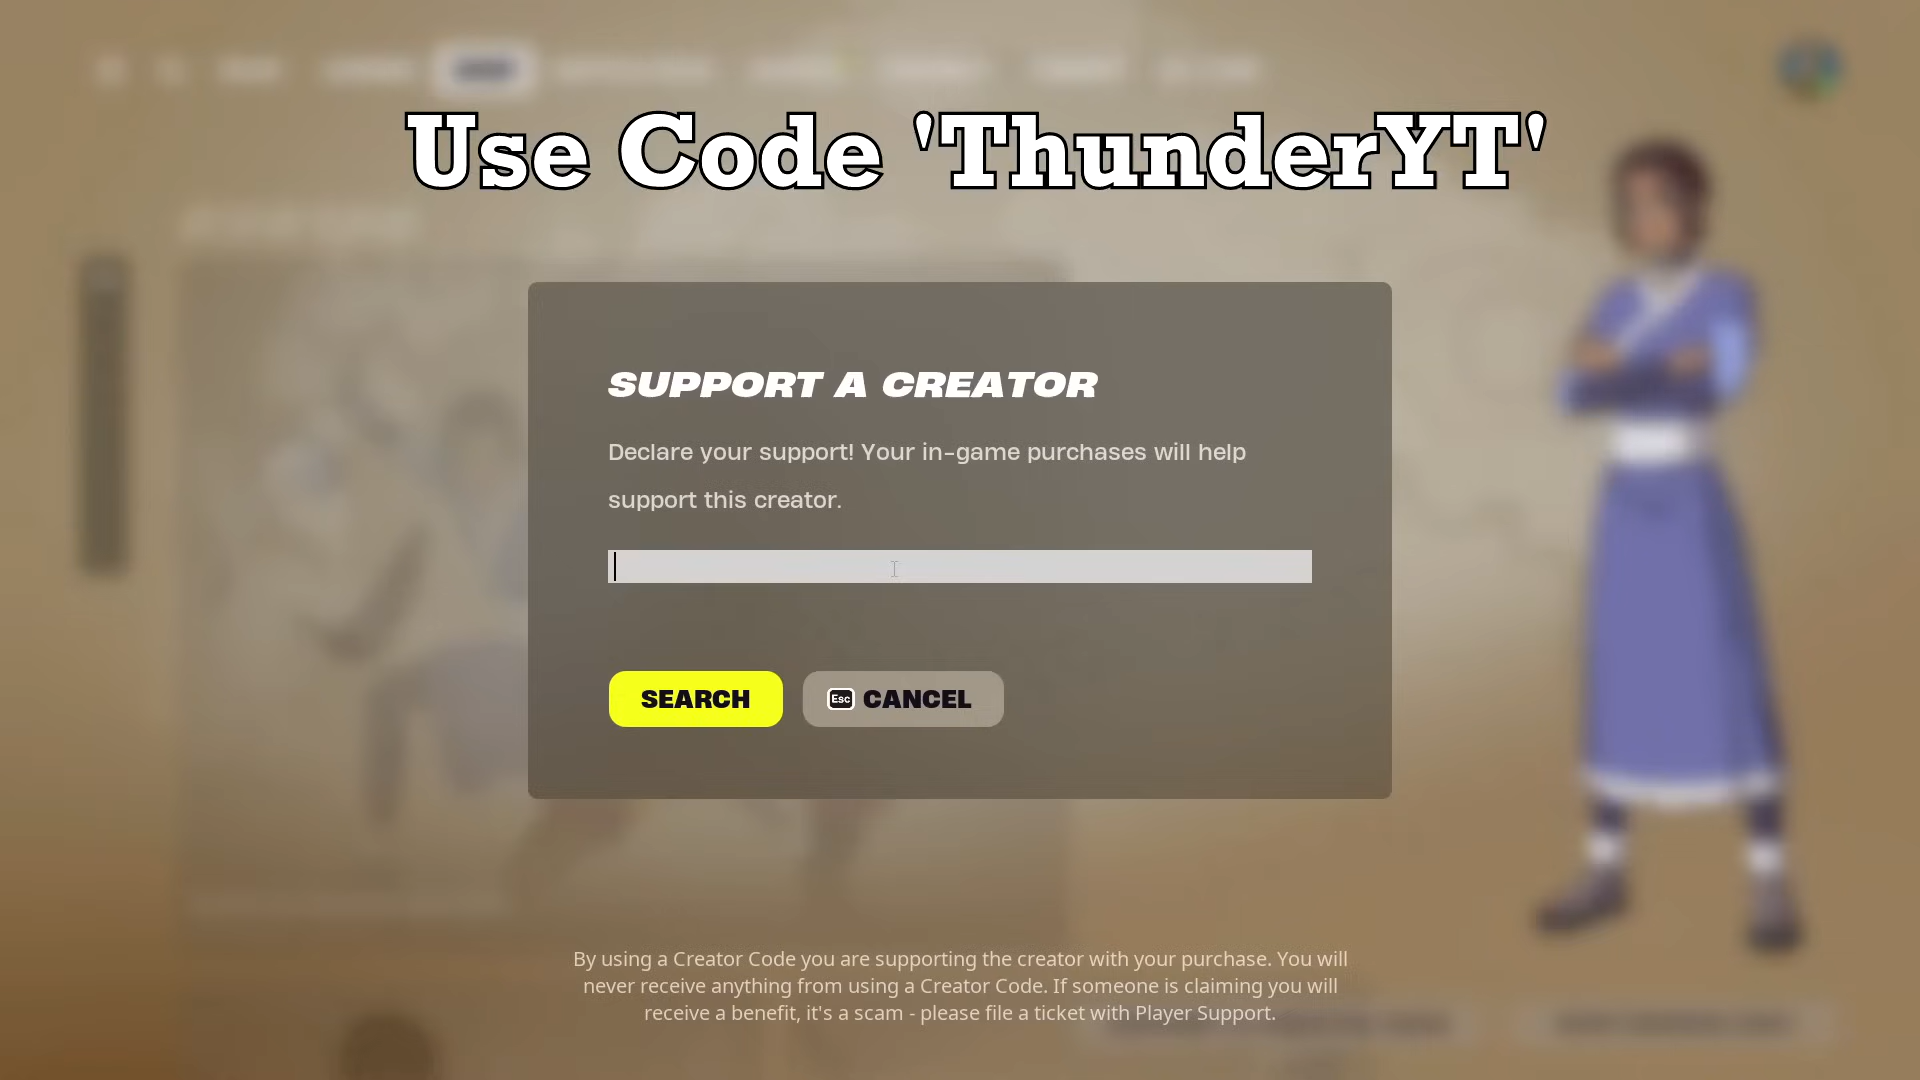 Use Code 'ThunderYT'
SUPPORT A CREATOR
Declare your support! Your in-game purchases will help
support this creator.
SEARCH
Esc CANCEL
By using a Creator Code you are supporting the creator with your purchase. You will
never receive anything from using a Creator Code. If someone is claiming you will
receive a benefit, it's a scam - please file a ticket with Player Support.